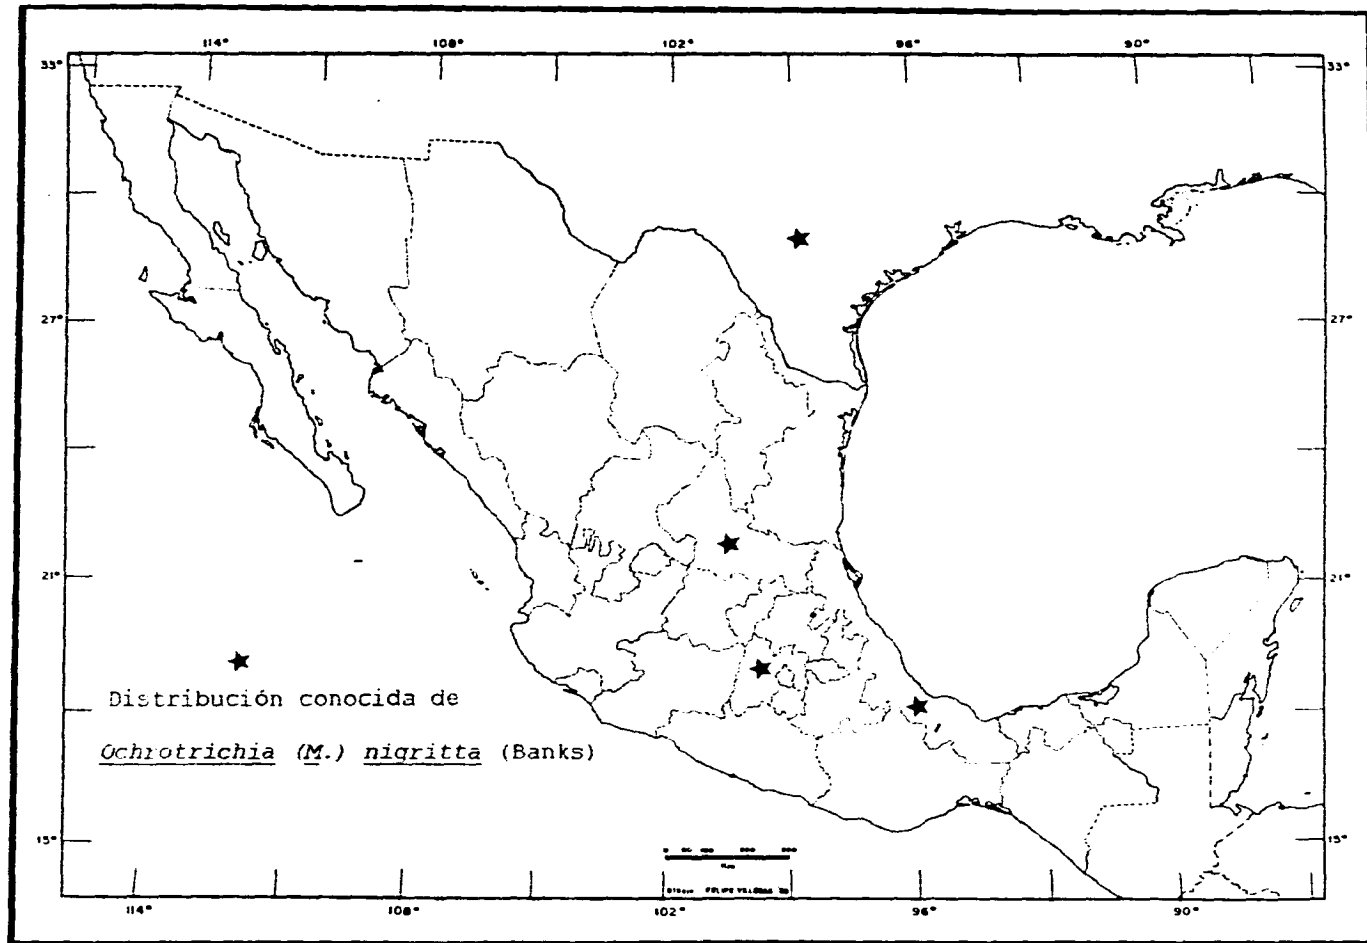 114° 108° 102° 96° 90°
33° 33°
27° 27°
21° 21°
Distribución conocida de
Ochrotrichia (M.) nigritta (Banks)
15° 15°
114° 108° 102° 96° 90°